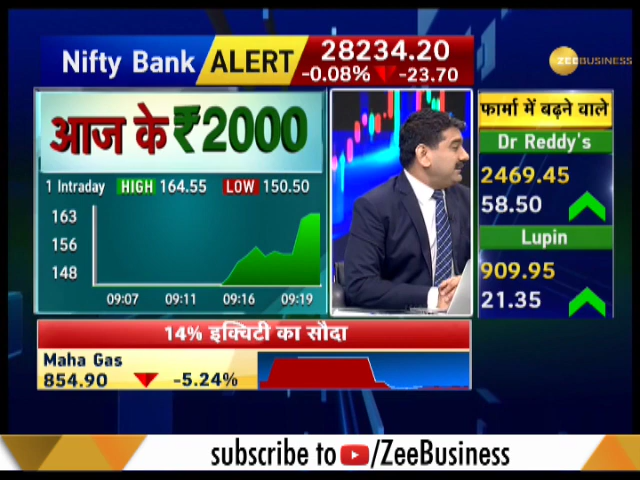 Nifty Bank ALERT 28234.20
-0.08% -23.70
ZEEBUSINESS
आज के ₹2000
1 Intraday HIGH 164.55 LOW 150.50
163
156
148
09:07 09:11 09:16 09:19
फार्मा में बढ़ने वाले
Dr Reddy's
2469.45
58.50
Lupin
909.95
21.35
14% इक्विटी का सौदा
Maha Gas
854.90 -5.24%
subscribe to /ZeeBusiness